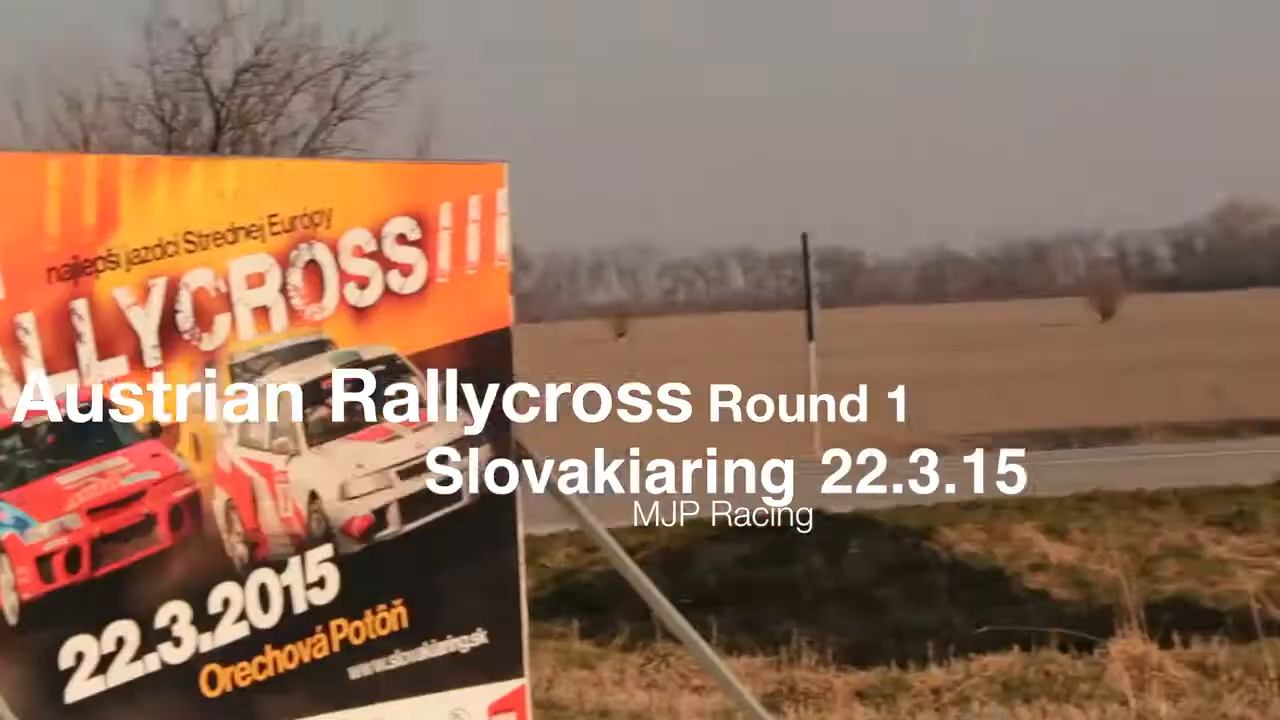 najlepší jazdci Strednej Európy
ALLYCROSS
Austrian Rallycross Round 1
Slovakiaring 22.3.15
MJP Racing
22.3.2015
Orechová Potôň
www.slovakiaring.sk